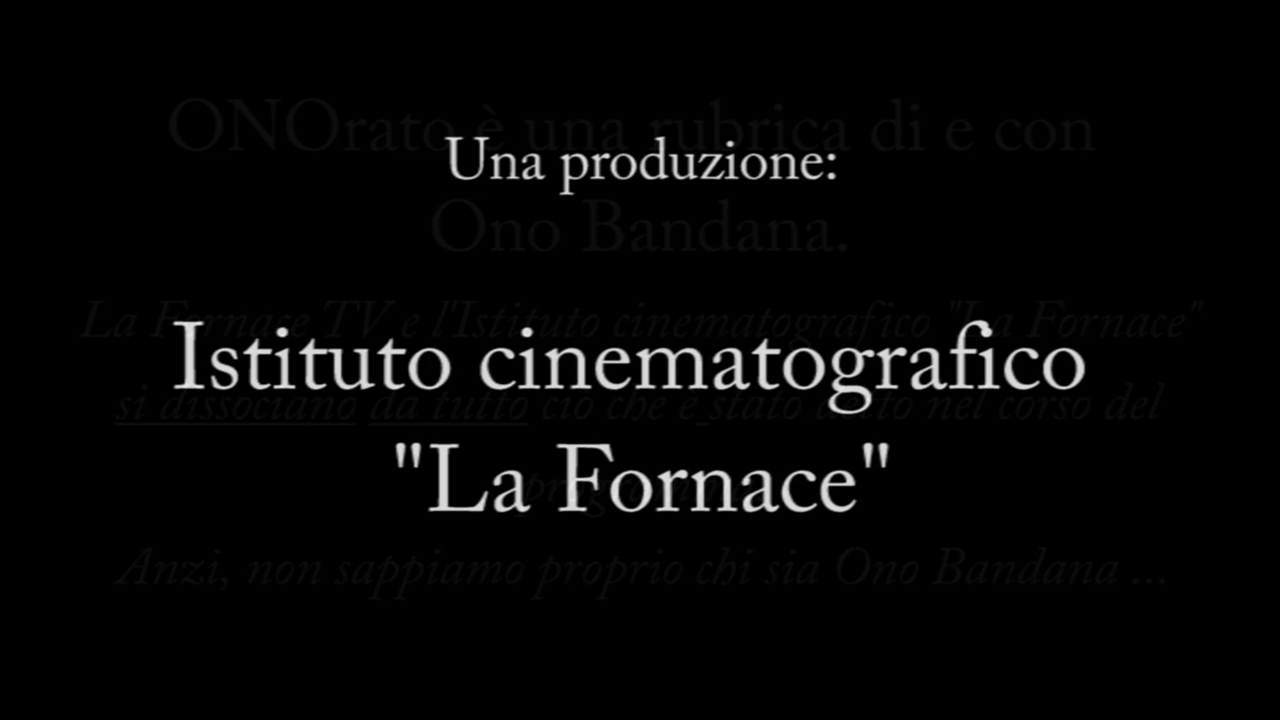 ONOrato è una rubrica di e con
Una produzione:
Ono Bandana.
La Fornace TV e l'Istituto cinematografico "La Fornace"
Istituto cinematografico
si dissociano da tutto ciò che è stato detto nel corso del
"La Fornace"
Anzi, non sappiamo proprio chi sia Ono Bandana ...